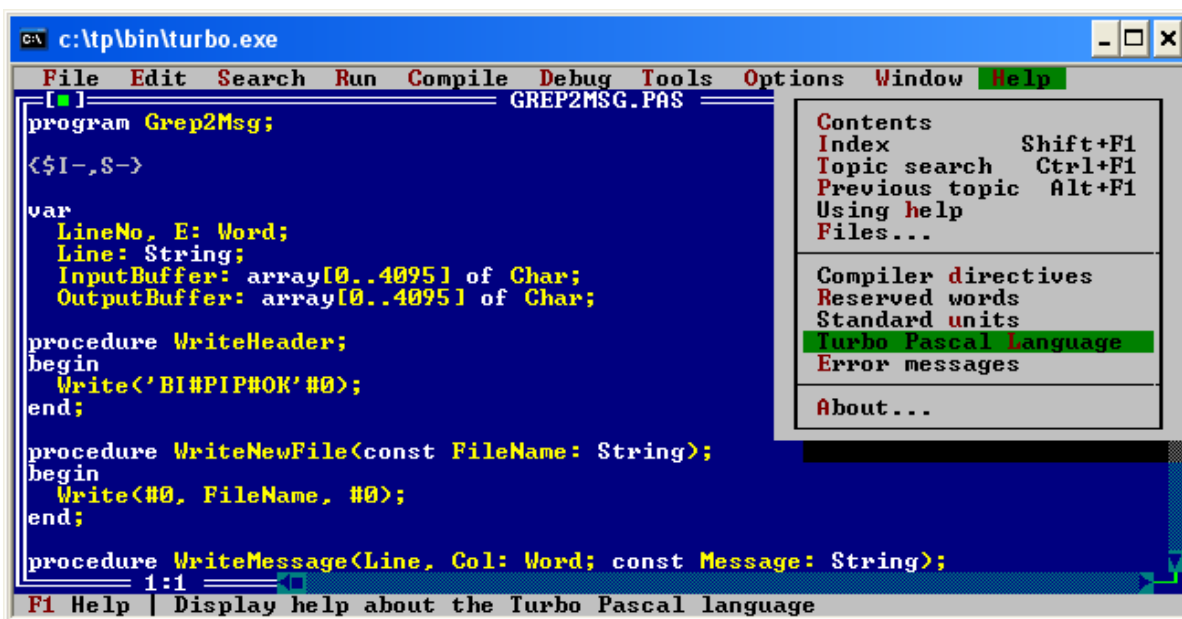 c:\tp\bin\turbo.exe
File Edit Search Run Compile Debug Tools Options Window Help
[■] GREP2MSG.PAS
program Grep2Msg;
{$I-,S-}
var
LineNo, E: Word;
Line: String;
InputBuffer: array[0..4095] of Char;
OutputBuffer: array[0..4095] of Char;
procedure WriteHeader;
begin
Write('BI#PIP#OK'#0);
end;
procedure WriteNewFile(const FileName: String);
begin
Write(#0, FileName, #0);
end;
procedure WriteMessage(Line, Col: Word; const Message: String);
1:1
Contents
Index Shift+F1
Topic search Ctrl+F1
Previous topic Alt+F1
Using help
Files...
Compiler directives
Reserved words
Standard units
Turbo Pascal Language
Error messages
About...
F1 Help | Display help about the Turbo Pascal language